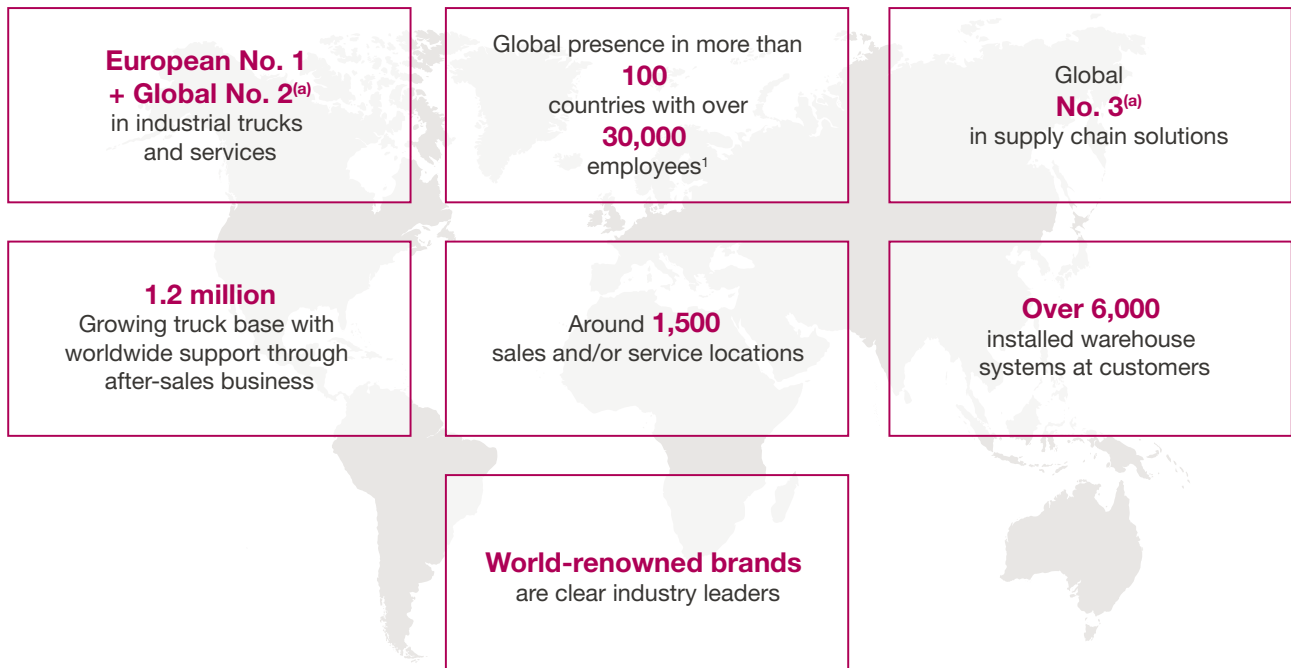 European No. 1
+ Global No. 2(a)
in industrial trucks
and services
Global presence in more than
100
countries with over
30,000
employees¹
Global
No. 3(a)
in supply chain solutions
1.2 million
Growing truck base with
worldwide support through
after-sales business
Around 1,500
sales and/or service locations
Over 6,000
installed warehouse
systems at customers
World-renowned brands
are clear industry leaders